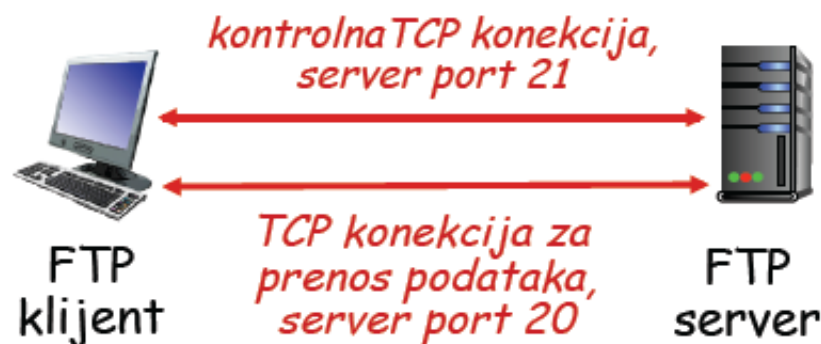 kontrolnaTCP konekcija,
server port 21
TCP konekcija za
prenos podataka,
server port 20
FTP
klijent
FTP
server